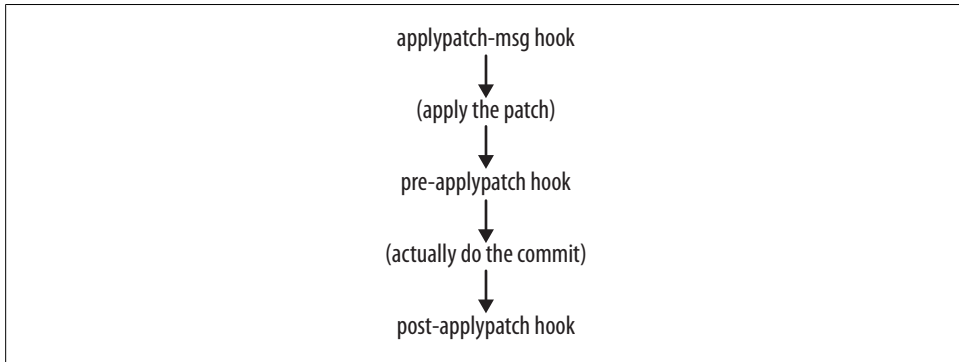 applypatch-msg hook
(apply the patch)
pre-applypatch hook
(actually do the commit)
post-applypatch hook